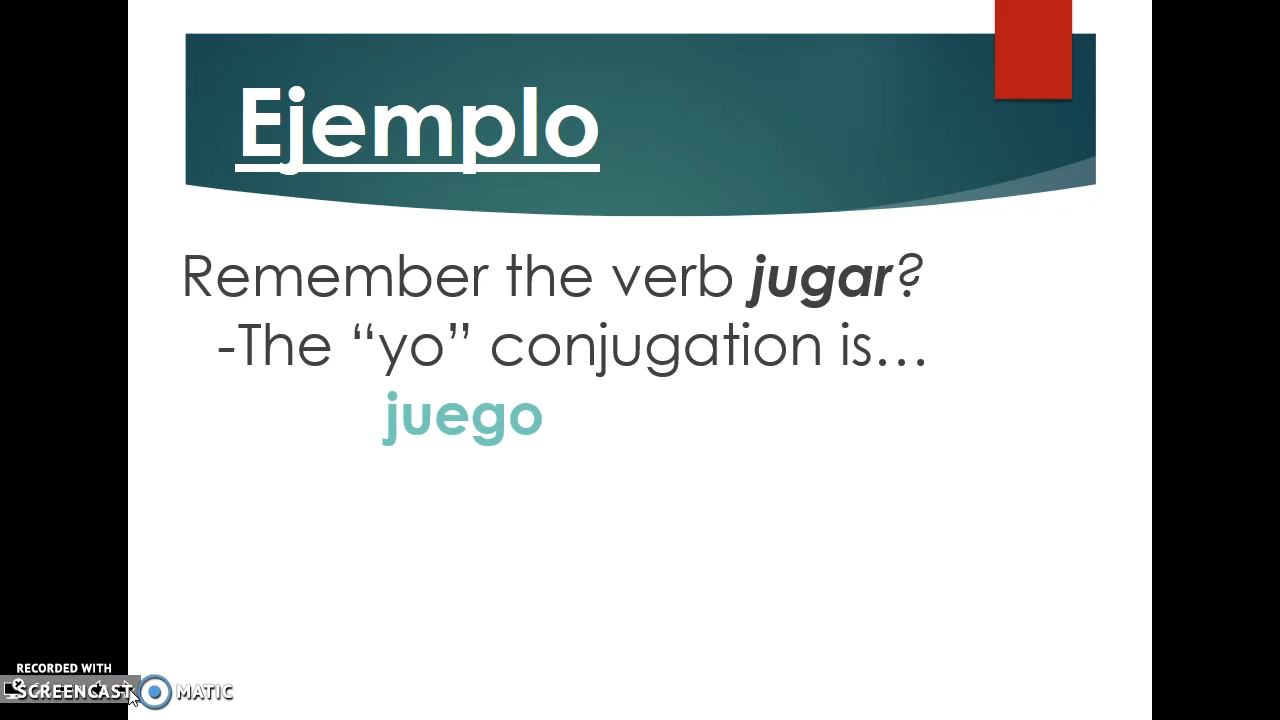 Ejemplo
Remember the verb jugar?
-The “yo” conjugation is…
juego
RECORDED WITH
SCREENCAST MATIC